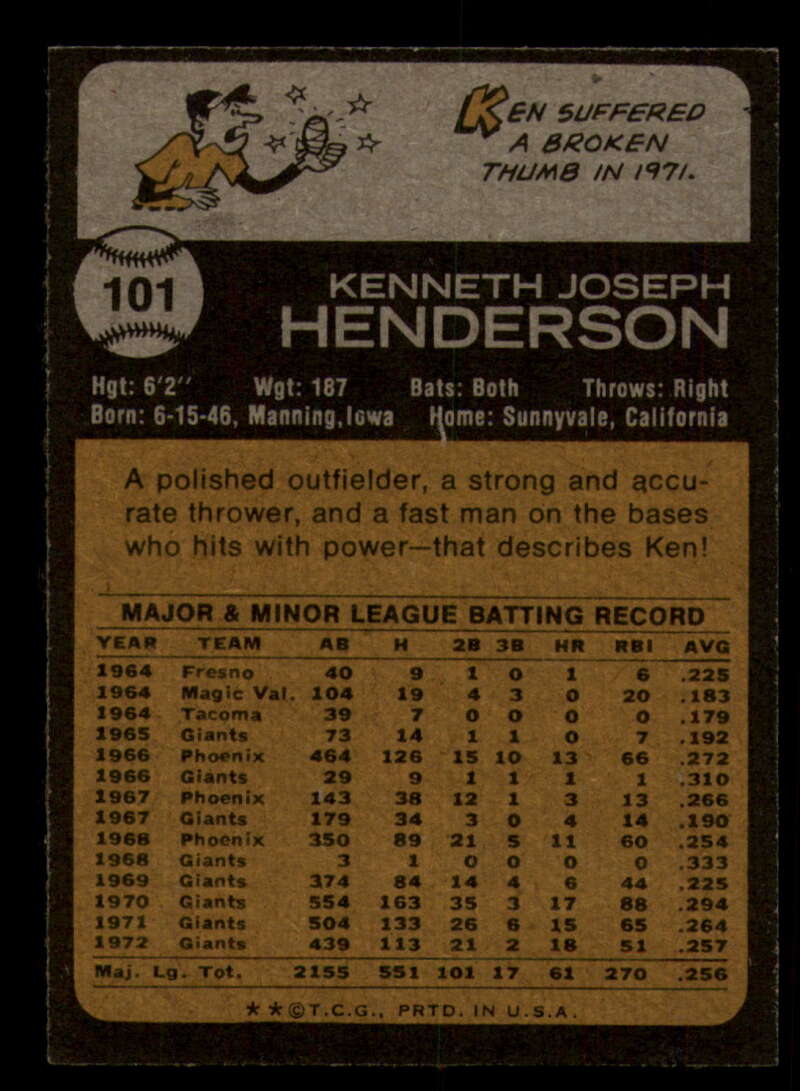 KEN SUFFERED
A BROKEN
THUMB IN 1971.
101
KENNETH JOSEPH
HENDERSON
Hgt: 6'2" Wgt: 187 Bats: Both Throws: Right
Born: 6-15-46, Manning, Iowa Home: Sunnyvale, California
A polished outfielder, a strong and accu-
rate thrower, and a fast man on the bases
who hits with power—that describes Ken!
MAJOR & MINOR LEAGUE BATTING RECORD
YEAR TEAM AB H 2B 3B HR RBI AVG
1964 Fresno 40 9 1 0 1 6 .225
1964 Magic Val. 104 19 4 3 0 20 .183
1964 Tacoma 39 7 0 0 0 0 .179
1965 Giants 73 14 1 1 0 7 .192
1966 Phoenix 464 126 15 10 13 66 .272
1966 Giants 29 9 1 1 1 1 .310
1967 Phoenix 143 38 12 1 3 13 .266
1967 Giants 179 34 3 0 4 14 .190
1968 Phoenix 350 89 21 5 11 60 .254
1968 Giants 3 1 0 0 0 0 .333
1969 Giants 374 84 14 4 6 44 .225
1970 Giants 554 163 35 3 17 88 .294
1971 Giants 504 133 26 6 15 65 .264
1972 Giants 439 113 21 2 18 51 .257
Maj. Lg. Tot. 2155 551 101 17 61 270 .256
★★©T.C.G., PRTD. IN U.S.A.